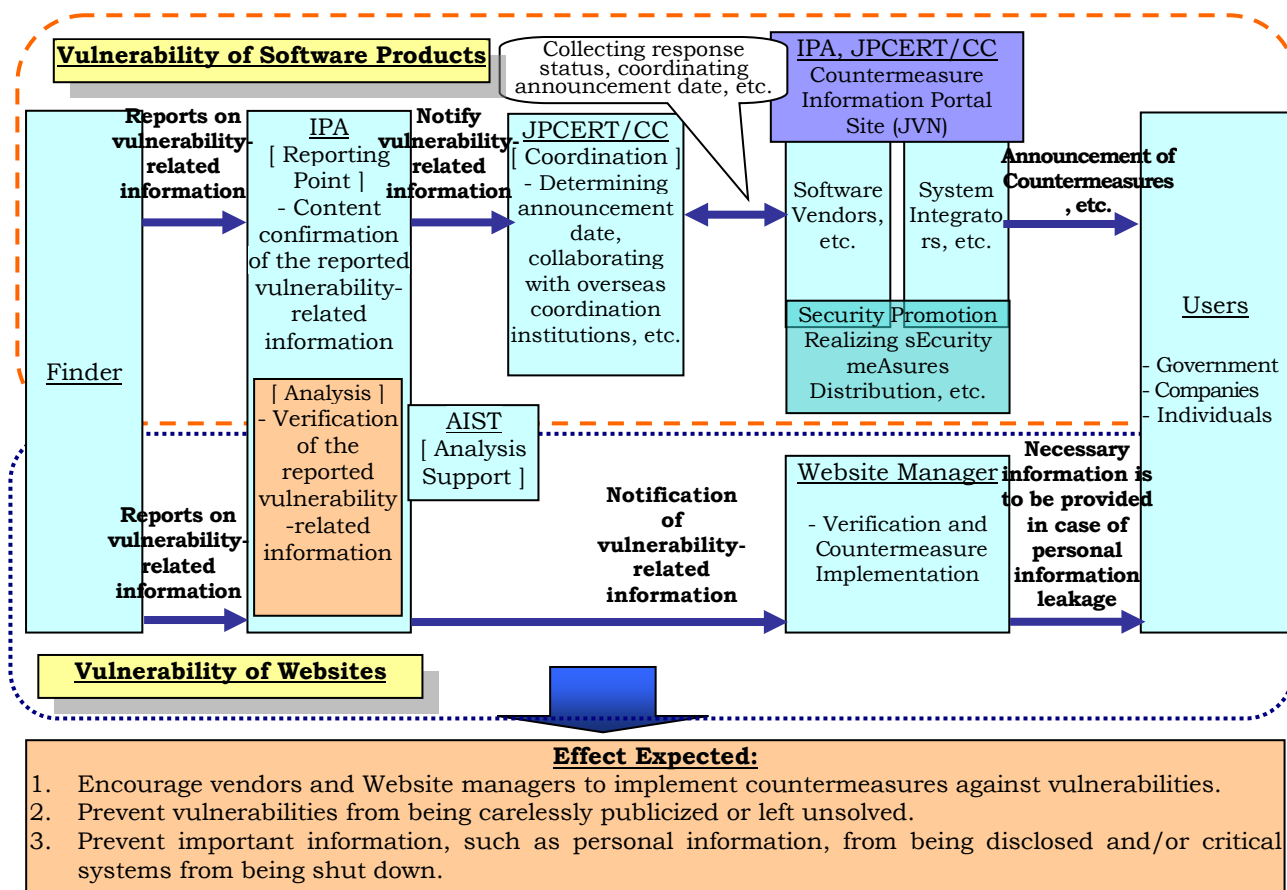 Vulnerability of Software Products
Collecting response
status, coordinating
announcement date, etc.
IPA, JPCERT/CC
Countermeasure
Information Portal
Site (JVN)
Reports on
vulnerability-
related
information
IPA
[ Reporting
Point ]
- Content
confirmation
of the reported
vulnerability-
related
information
Notify
vulnerability-
related
information
JPCERT/CC
[ Coordination ]
- Determining
announcement
date,
collaborating
with overseas
coordination
institutions, etc.
Software
Vendors,
etc.
System
Integrato
rs, etc.
Announcement of
Countermeasures
, etc.
Security Promotion
Realizing sEcurity
meAsures
Distribution, etc.
Finder
Users
- Government
- Companies
- Individuals
[ Analysis ]
- Verification
of the
reported
vulnerability
-related
information
AIST
[ Analysis
Support ]
Reports on
vulnerability-
related
information
Notification
of
vulnerability-
related
information
Website Manager
- Verification and
Countermeasure
Implementation
Necessary
information is
to be provided
in case of
personal
information
leakage
Vulnerability of Websites
Effect Expected:
1. Encourage vendors and Website managers to implement countermeasures against vulnerabilities.
2. Prevent vulnerabilities from being carelessly publicized or left unsolved.
3. Prevent important information, such as personal information, from being disclosed and/or critical
systems from being shut down.